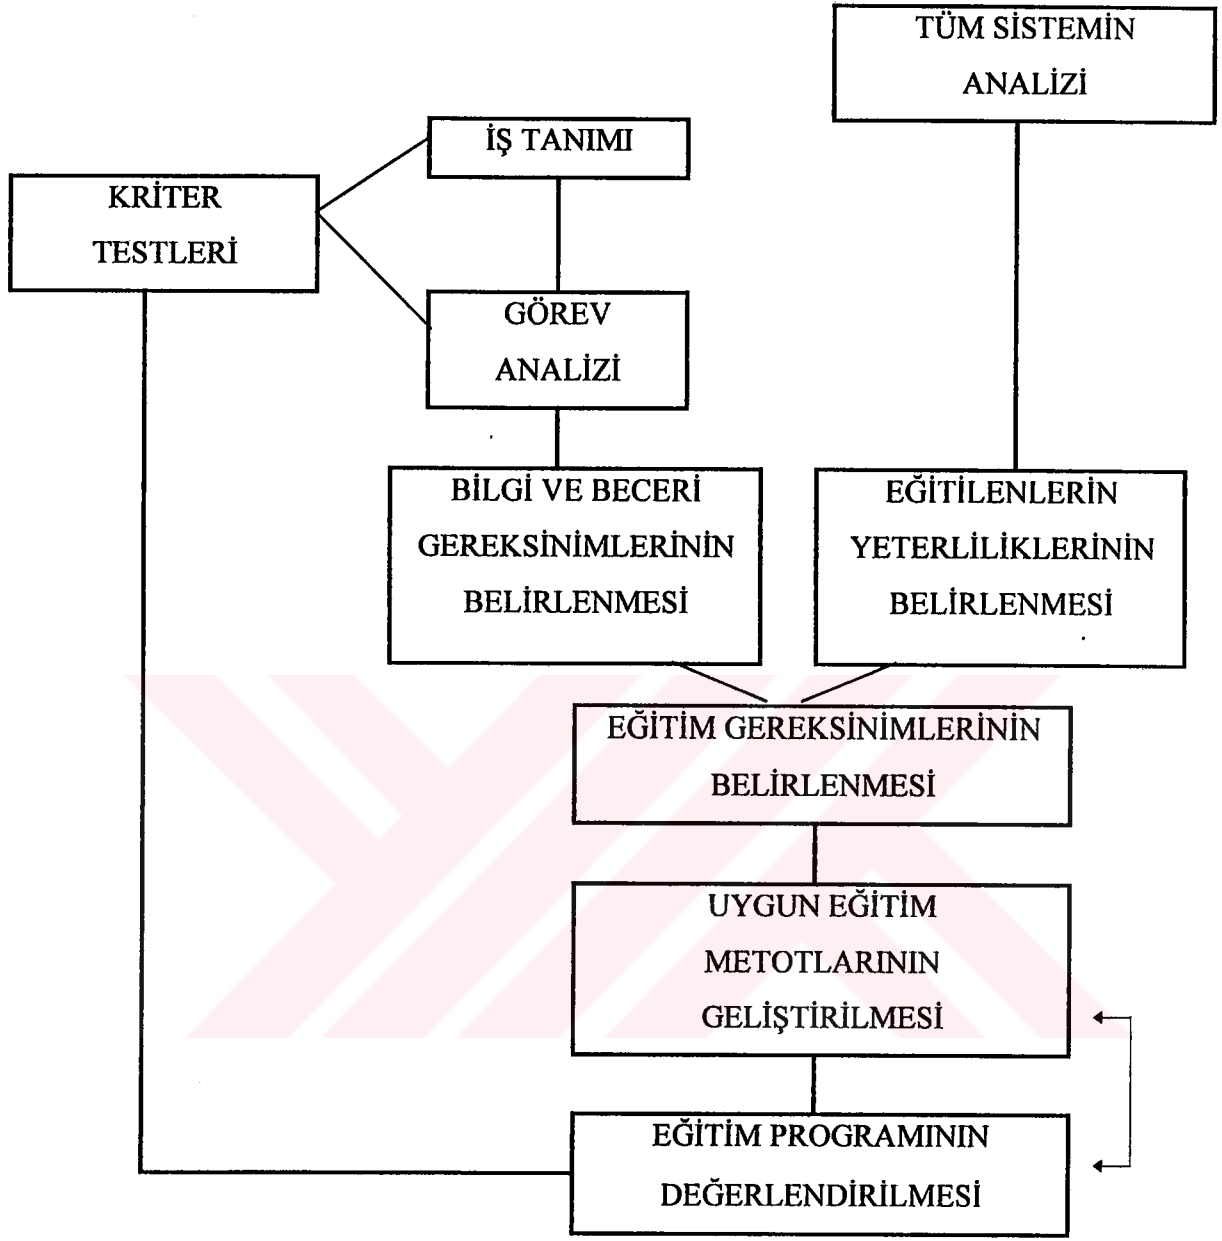 TÜM SİSTEMİN
ANALİZİ
İŞ TANIMI
KRİTER
TESTLERİ
GÖREV
ANALİZİ
BİLGİ VE BECERİ
GEREKSİNİMLERİNİN
BELİRLENMESİ
EĞİTİLENLERİN
YETERLİLİKLERİNİN
BELİRLENMESİ
EĞİTİM GEREKSİNİMLERİNİN
BELİRLENMESİ
UYGUN EĞİTİM
METOTLARININ
GELİŞTİRİLMESİ
EĞİTİM PROGRAMININ
DEĞERLENDİRİLMESİ